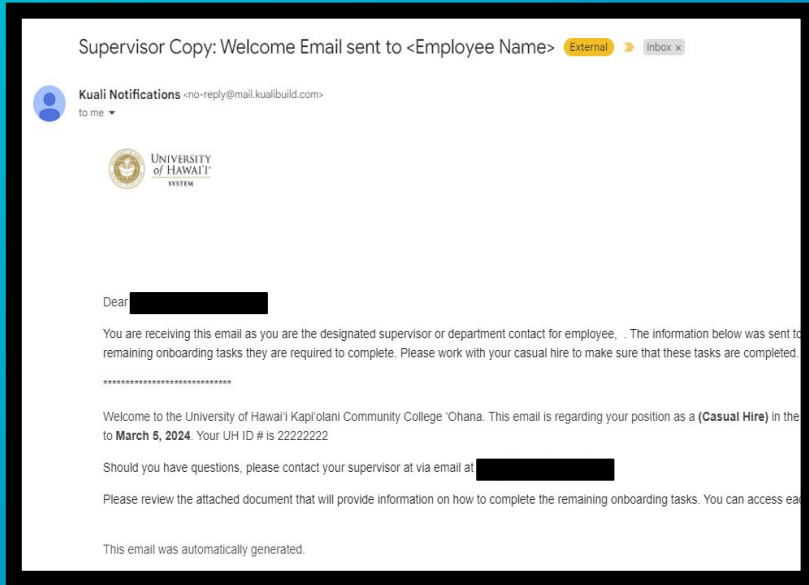 Supervisor Copy: Welcome Email sent to <Employee Name> External Inbox x
Kuali Notifications <no-reply@mail.kualibuild.com>
to me
UNIVERSITY
of HAWAI'I
SYSTEM
Dear
You are receiving this email as you are the designated supervisor or department contact for employee, . The information below was sent to
remaining onboarding tasks they are required to complete. Please work with your casual hire to make sure that these tasks are completed.
*****************************
Welcome to the University of Hawai'i Kapi'olani Community College 'Ohana. This email is regarding your position as a (Casual Hire) in the
to March 5, 2024. Your UH ID # is 22222222
Should you have questions, please contact your supervisor at via email at
Please review the attached document that will provide information on how to complete the remaining onboarding tasks. You can access ea
This email was automatically generated.